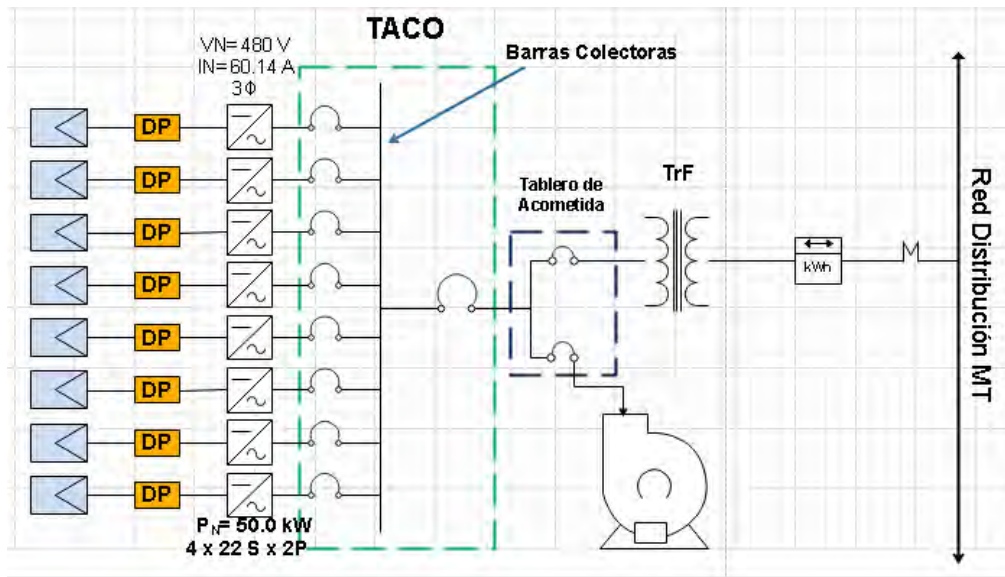 TACO
VN= 480 V
IN= 60.14 A
3Φ
Barras Colectoras
DP
DP
DP
DP
DP
DP
DP
DP
Tablero de
Acometida
TrF
kWh
Red Distribución MT
PN= 50.0 kW
4 x 22 S x 2P